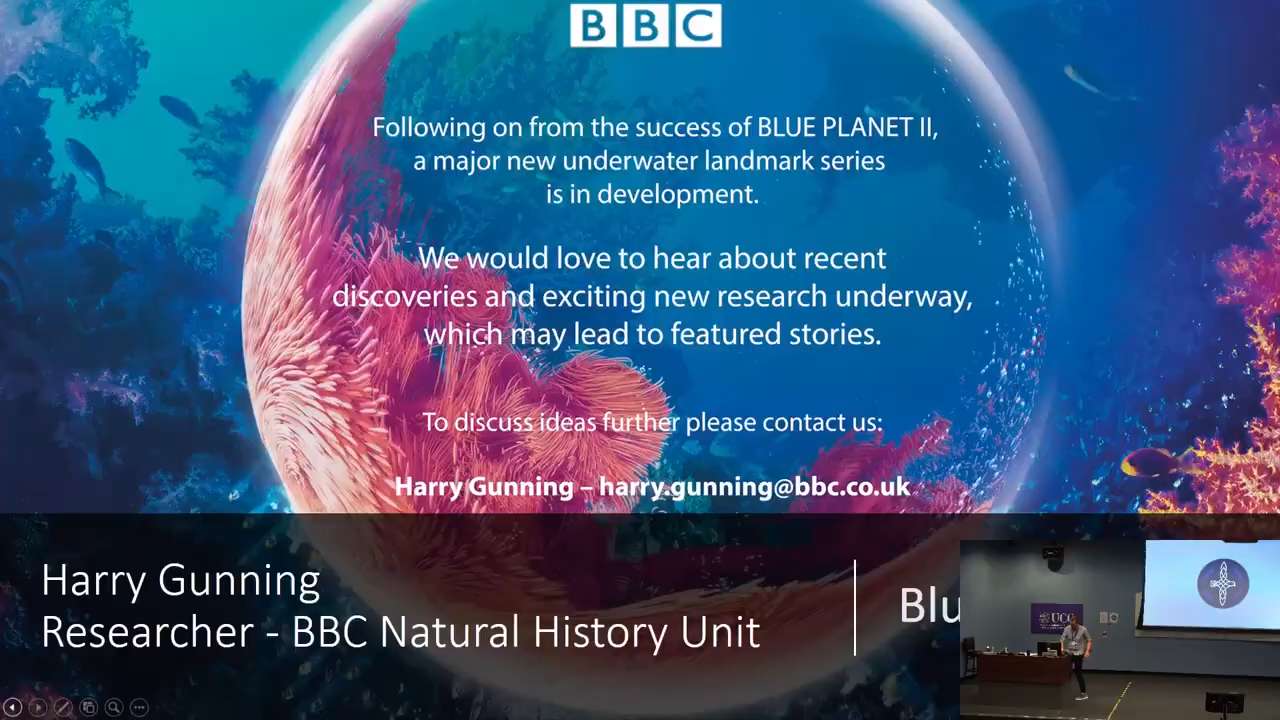 BBC
Following on from the success of BLUE PLANET II,
a major new underwater landmark series
is in development.
We would love to hear about recent
discoveries and exciting new research underway,
which may lead to featured stories.
To discuss ideas further please contact us:
Harry Gunning – harry.gunning@bbc.co.uk
Harry Gunning
Researcher - BBC Natural History Unit
Blu
UCC